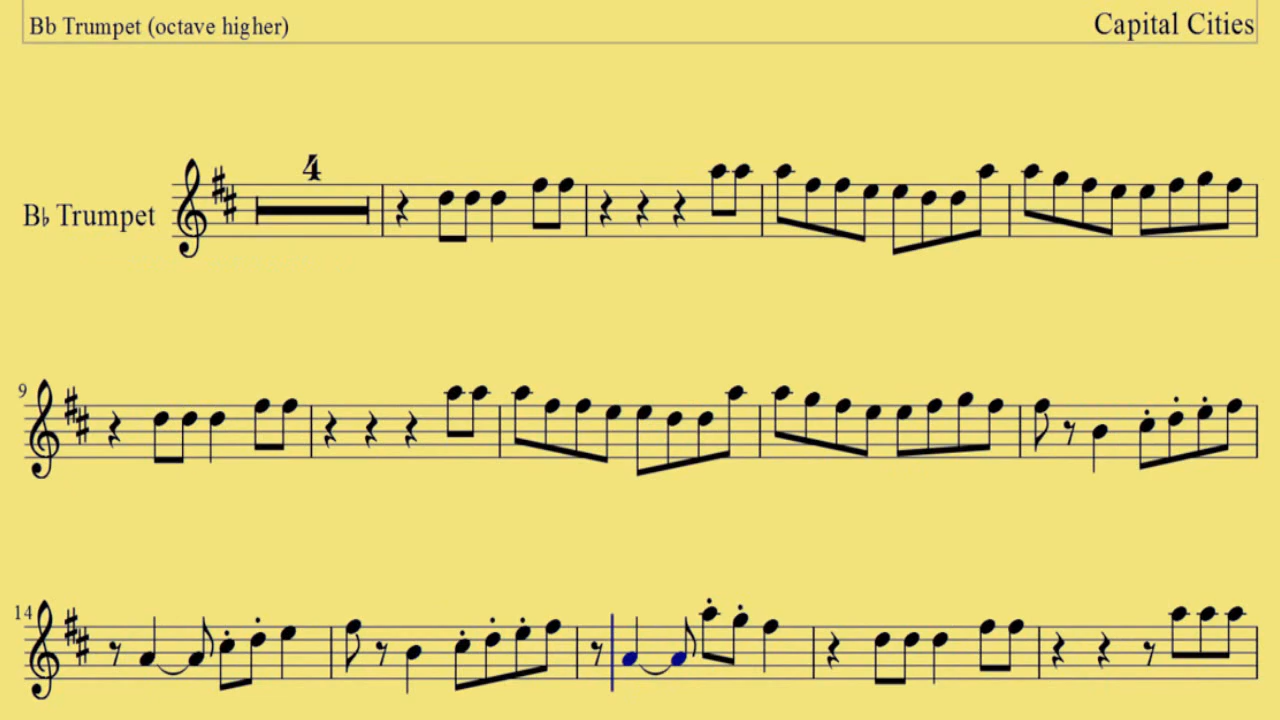 Bb Trumpet (octave higher)
Capital Cities
4
B♭ Trumpet
9
14